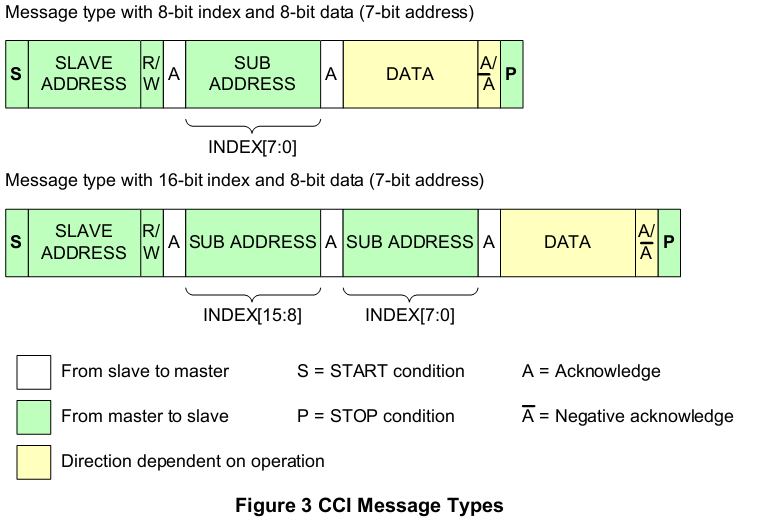 Message type with 8-bit index and 8-bit data (7-bit address)
S SLAVE ADDRESS R/W A SUB ADDRESS A DATA A/A̅ P
INDEX[7:0]
Message type with 16-bit index and 8-bit data (7-bit address)
S SLAVE ADDRESS R/W A SUB ADDRESS A SUB ADDRESS A DATA A/A̅ P
INDEX[15:8] INDEX[7:0]
From slave to master S = START condition A = Acknowledge
From master to slave P = STOP condition A̅ = Negative acknowledge
Direction dependent on operation
Figure 3 CCI Message Types